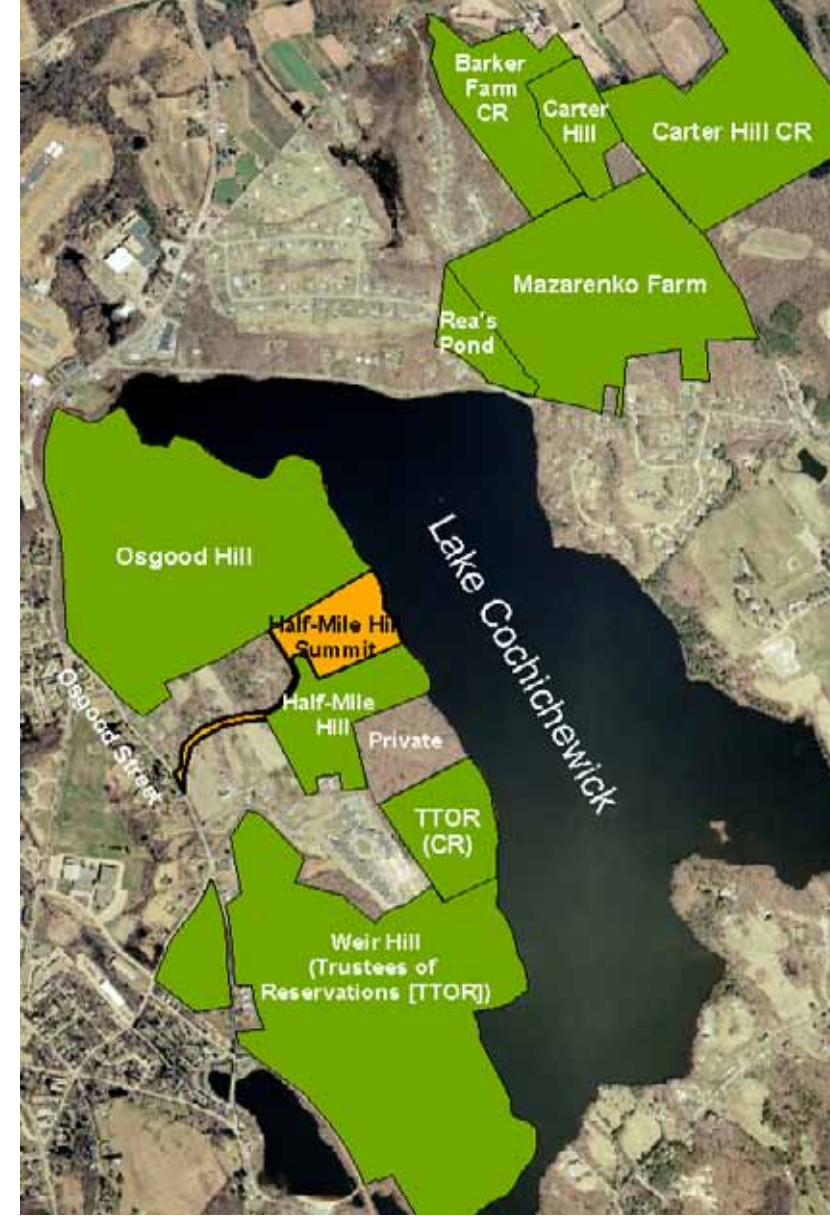 Barker
Farm
CR
Carter
Hill
Carter Hill CR
Mazarenko Farm
Rea's
Pond
Osgood Hill
Lake Cochichewick
Half-Mile Hill
Summit
Half-Mile
Hill
Osgood Street
Private
TTOR
(CR)
Weir Hill
(Trustees of
Reservations [TTOR])